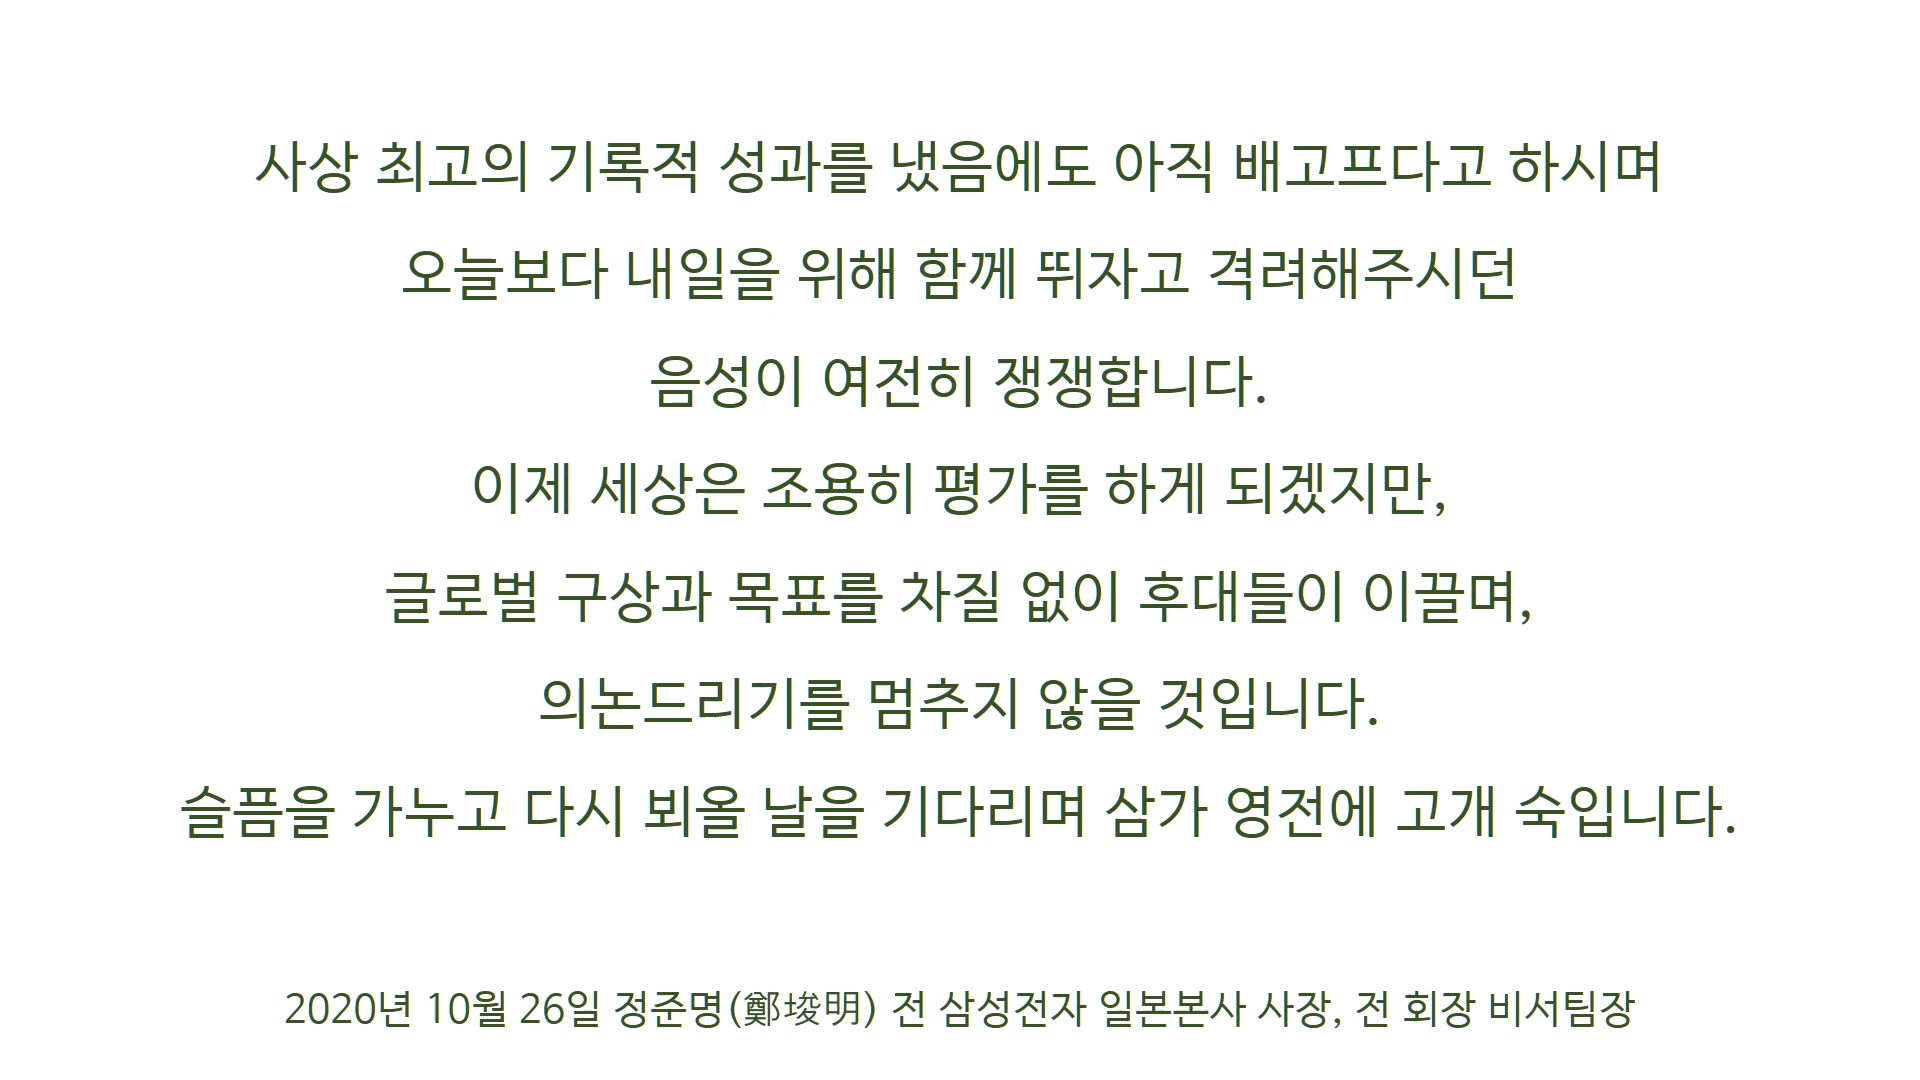 사상 최고의 기록적 성과를 냈음에도 아직 배고프다고 하시며
오늘보다 내일을 위해 함께 뛰자고 격려해주시던
음성이 여전히 쟁쟁합니다.
이제 세상은 조용히 평가를 하게 되겠지만,
글로벌 구상과 목표를 차질 없이 후대들이 이끌며,
의논드리기를 멈추지 않을 것입니다.
슬픔을 가누고 다시 뵈올 날을 기다리며 삼가 영전에 고개 숙입니다.
2020년 10월 26일 정준명(鄭埈明) 전 삼성전자 일본본사 사장, 전 회장 비서팀장